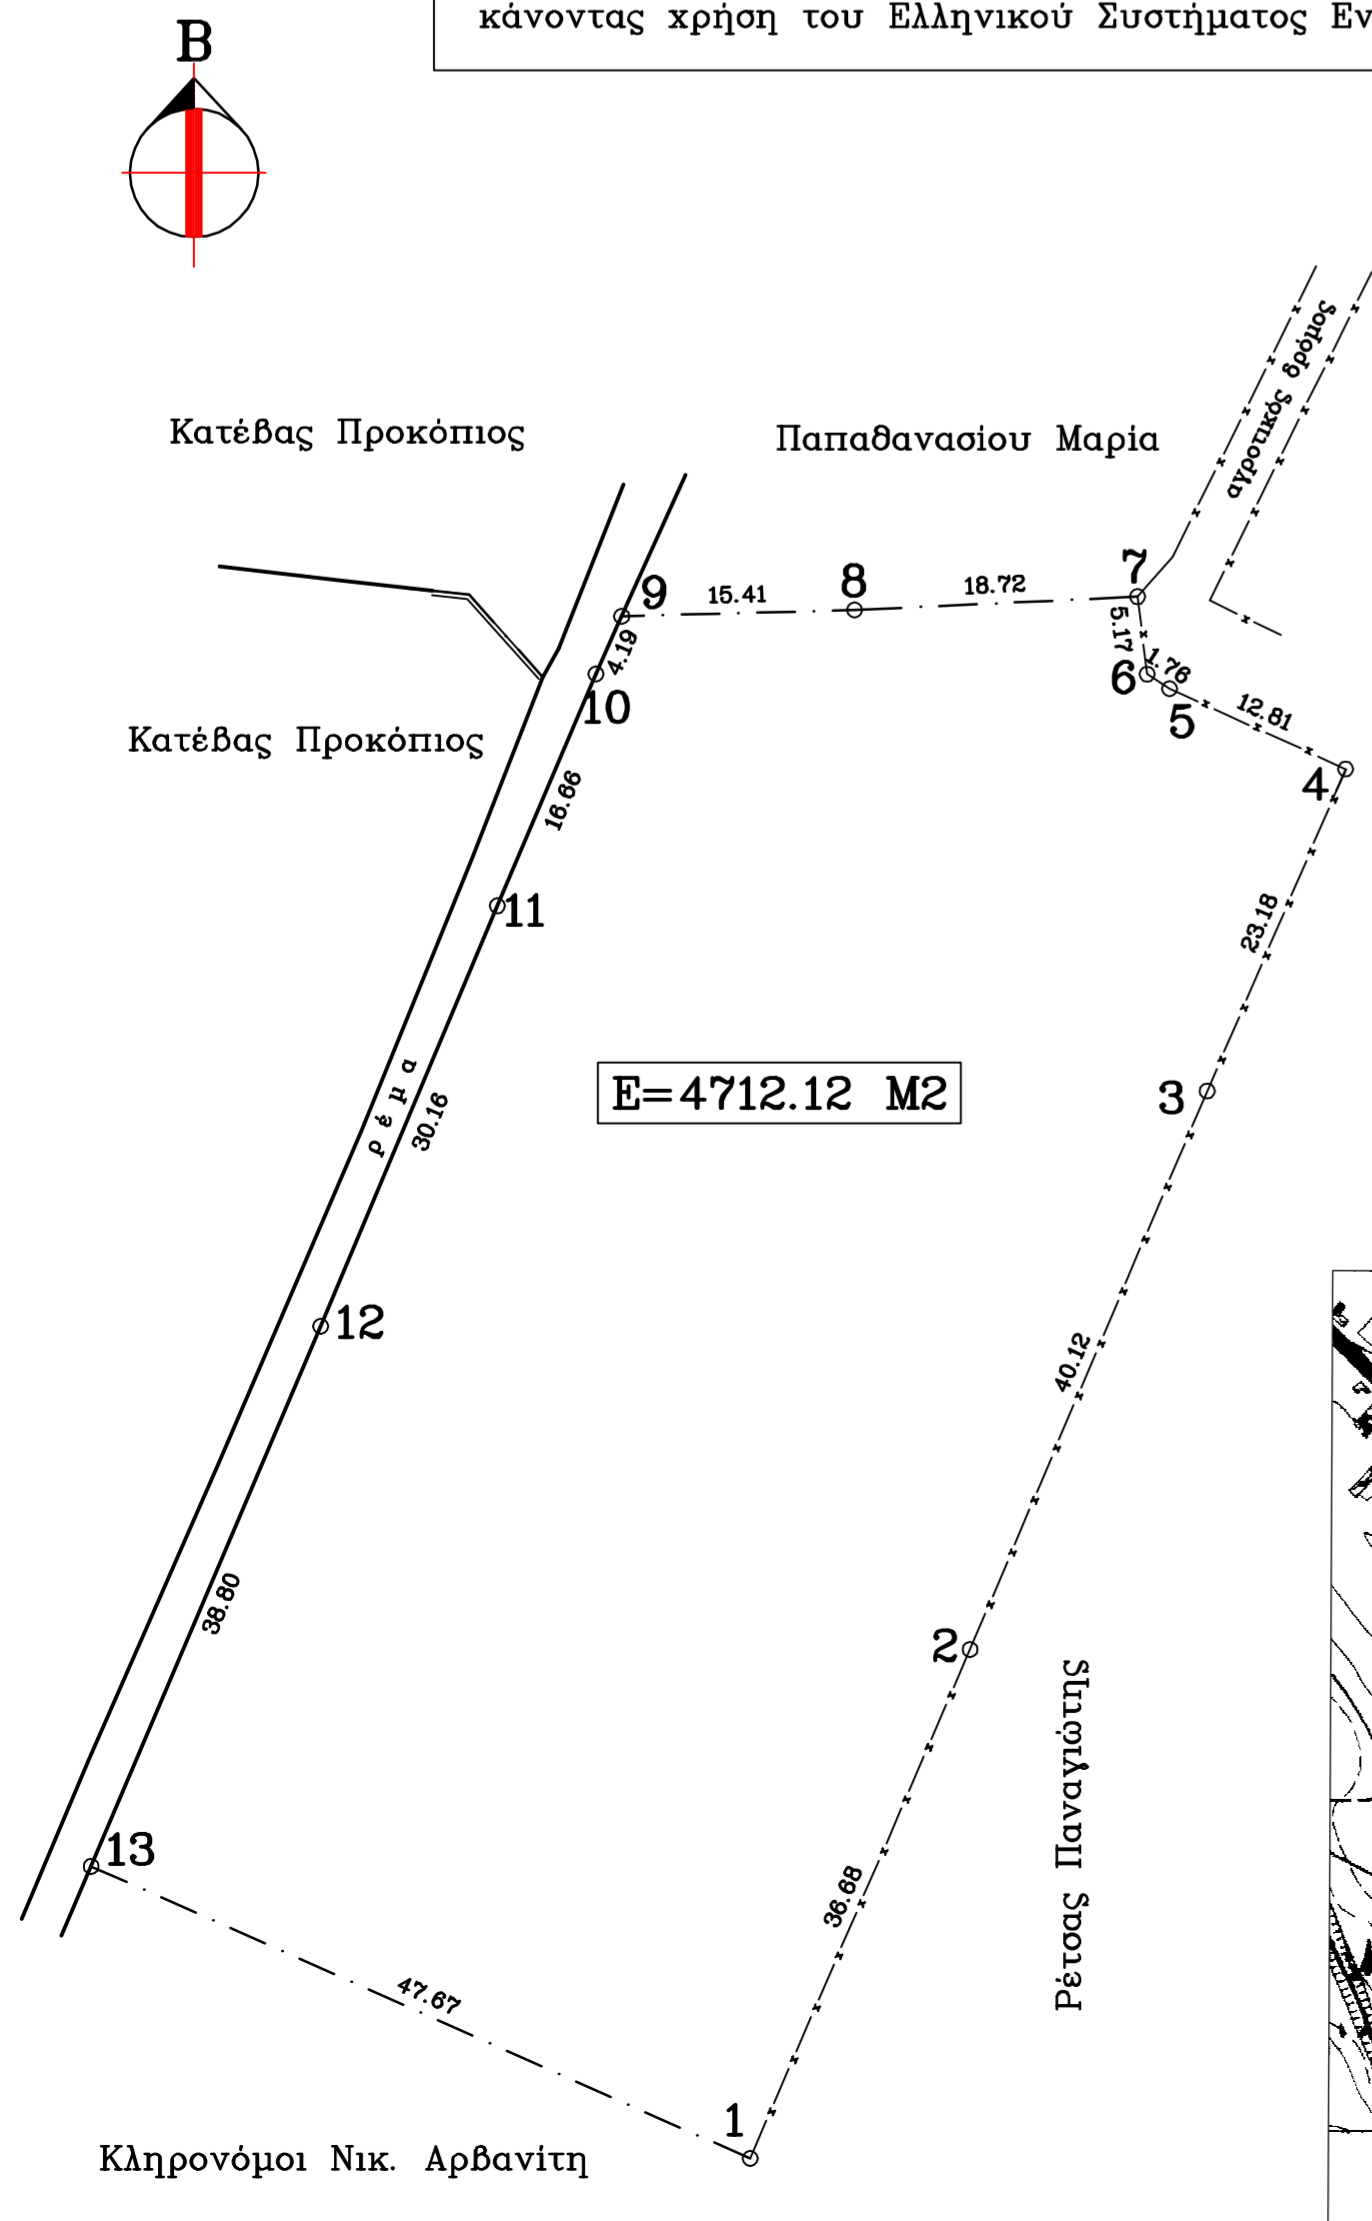 κάνοντας χρήση του Ελληνικού Συστήματος Εν
Β
αγροτικός δρόμος
Κατέβας Προκόπιος
Παπαθανασίου Μαρία
7
9
15.41
8
18.72
5.17
4.19
6
1.76
10
5
12.81
Κατέβας Προκόπιος
4
16.66
11
23.18
Ε=4712.12 Μ2
3
ρέμα
30.16
12
40.12
38.80
2
Ρέτσας Παναγιώτης
13
36.68
47.67
1
Κληρονόμοι Νικ. Αρβανίτη